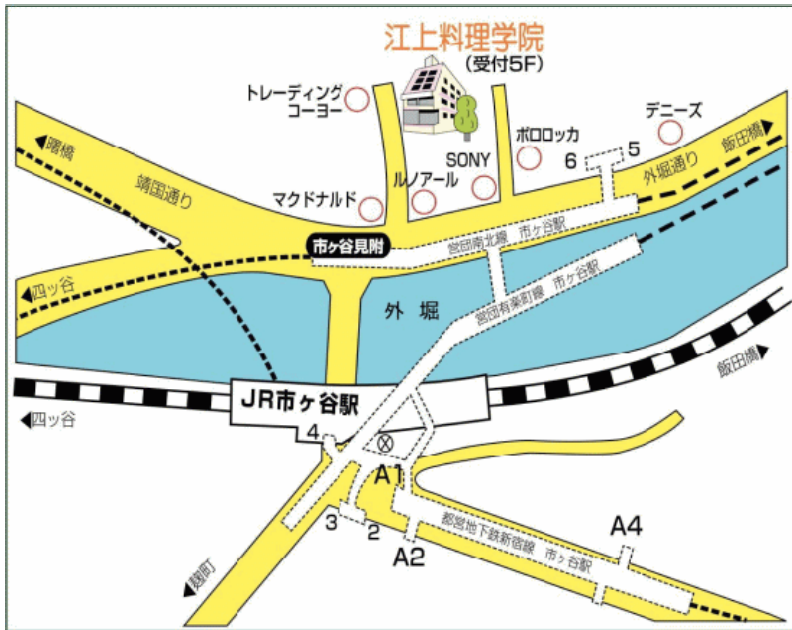 江上料理学院
(受付5F)
トレーディング
コーヨー
デニーズ
ポロロッカ
SONY
ルノアール
マクドナルド
5
6
曙橋
靖国通り
外堀通り
飯田橋
市ヶ谷見附
営団南北線 市ヶ谷駅
四ッ谷
外 堀
営団有楽町線 市ヶ谷駅
飯田橋
JR市ヶ谷駅
四ッ谷
4
A1
3
2
A2
都営地下鉄新宿線 市ヶ谷駅
A4
麹町